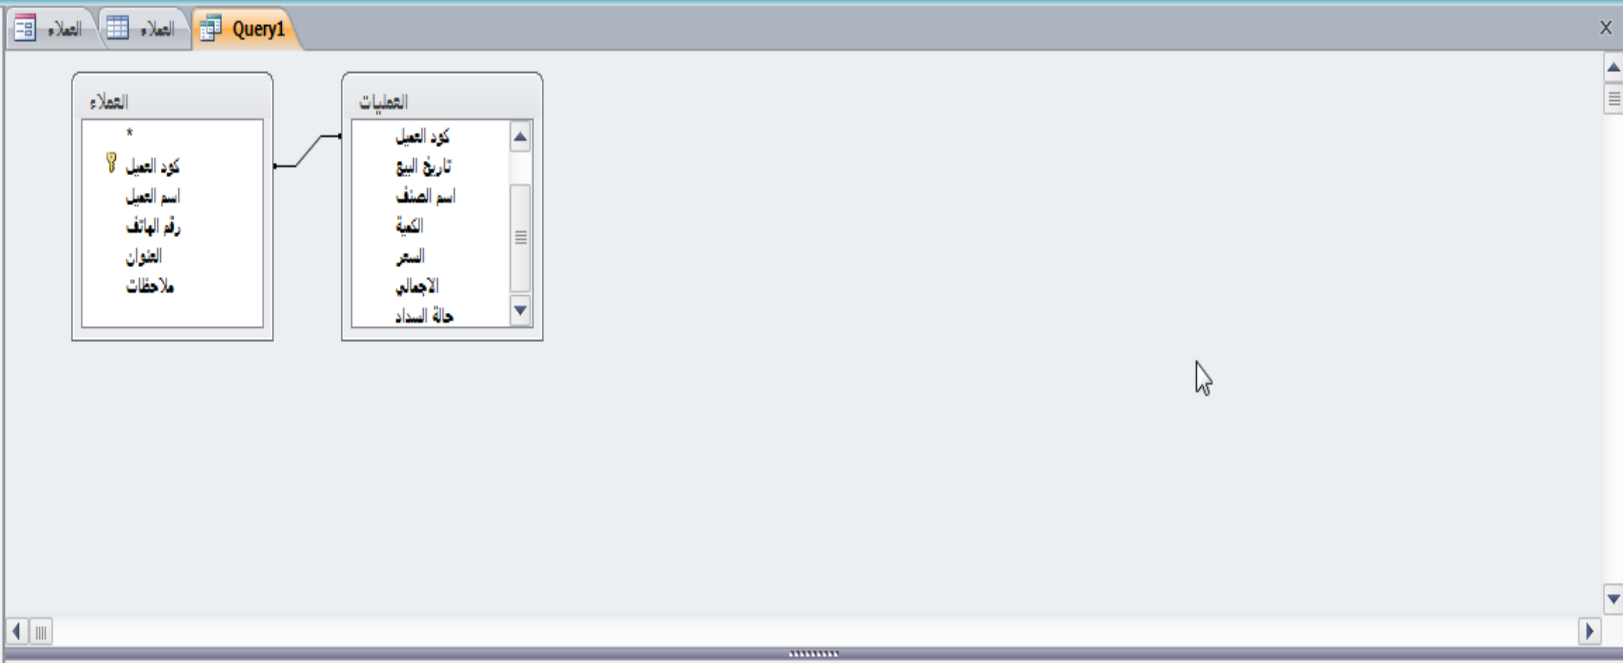 العملاء
العملاء
Query1
العملاء
*
كود العميل
اسم العميل
رقم الهاتف
العنوان
ملاحظات
العمليات
كود العميل
تاريخ البيع
اسم الصنف
الكمية
السعر
الاجمالي
حالة السداد